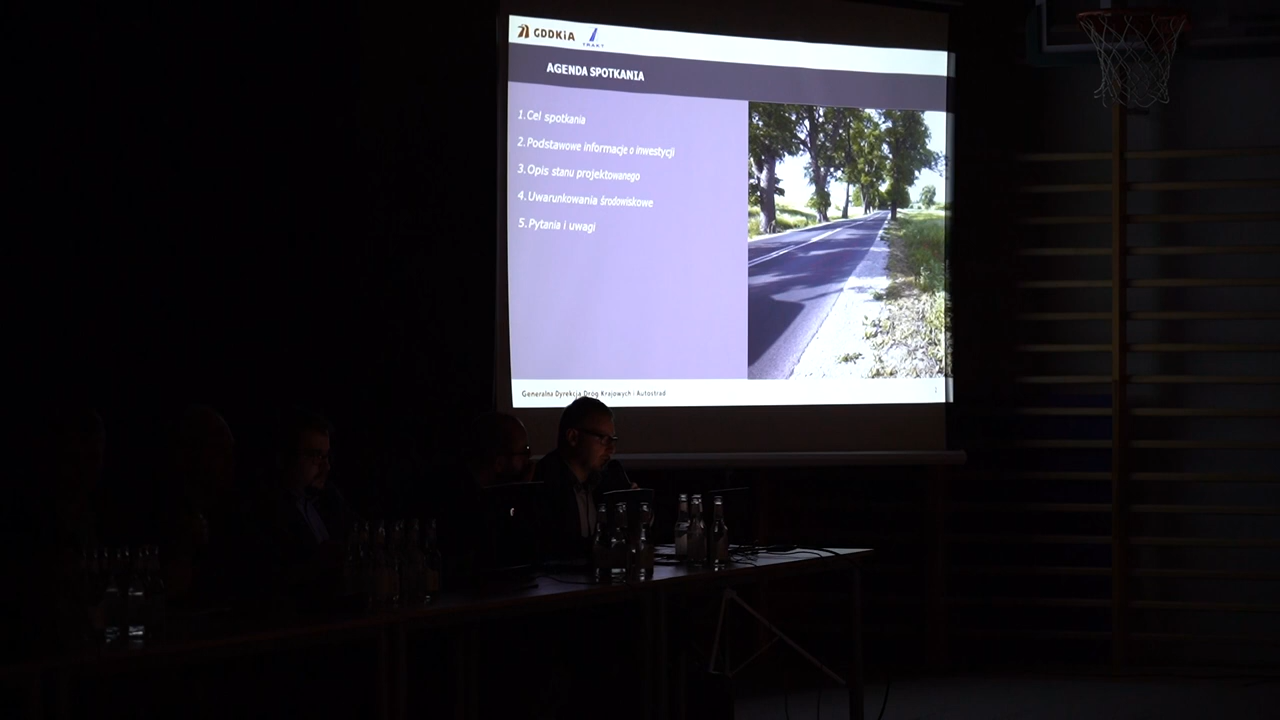 GDDKiA
TRAKT
AGENDA SPOTKANIA
1.Cel spotkania
2.Podstawowe informacje o inwestycji
3.Opis stanu projektowanego
4.Uwarunkowania środowiskowe
5.Pytania i uwagi
Generalna Dyrekcja Dróg Krajowych i Autostrad